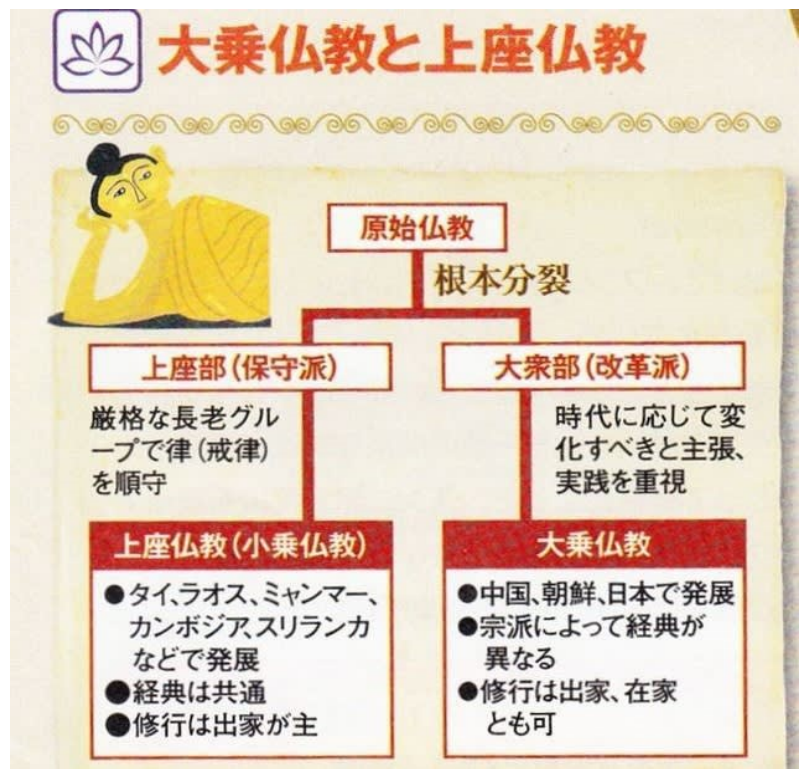 大乗仏教と上座仏教
原始仏教
根本分裂
上座部(保守派)
厳格な長老グル
ープで律(戒律)
を順守
大衆部(改革派)
時代に応じて変
化すべきと主張、
実践を重視
上座仏教(小乗仏教)
●タイ、ラオス、ミャンマー、
カンボジア、スリランカ
などで発展
●経典は共通
●修行は出家が主
大乗仏教
●中国、朝鮮、日本で発展
●宗派によって経典が
異なる
●修行は出家、在家
とも可